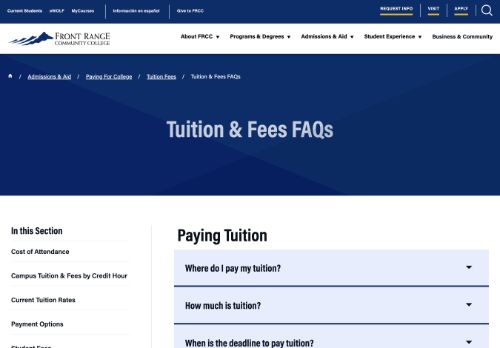 Current Students eWOLF MyCourses Información en español Give to FRCC REQUEST INFO VISIT APPLY
FRONT RANGE
COMMUNITY COLLEGE
About FRCC Programs & Degrees Admissions & Aid Student Experience Business & Community
/ Admissions & Aid / Paying For College / Tuition Fees / Tuition & Fees FAQs
Tuition & Fees FAQs
In this Section
Cost of Attendance
Campus Tuition & Fees by Credit Hour
Current Tuition Rates
Payment Options
Student Fees
Paying Tuition
Where do I pay my tuition?
How much is tuition?
When is the deadline to pay tuition?